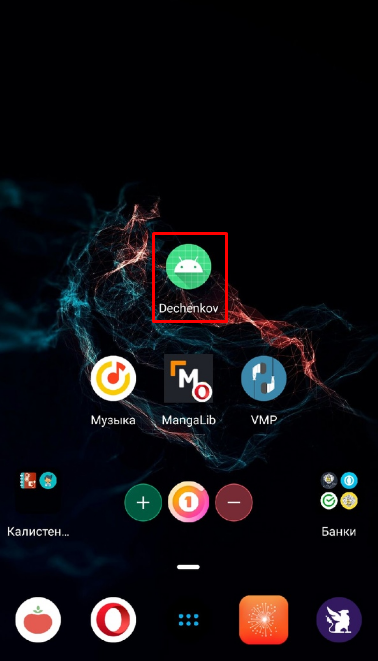 Dechenkov
Музыка
MangaLib
VMP
Калистен...
Банки